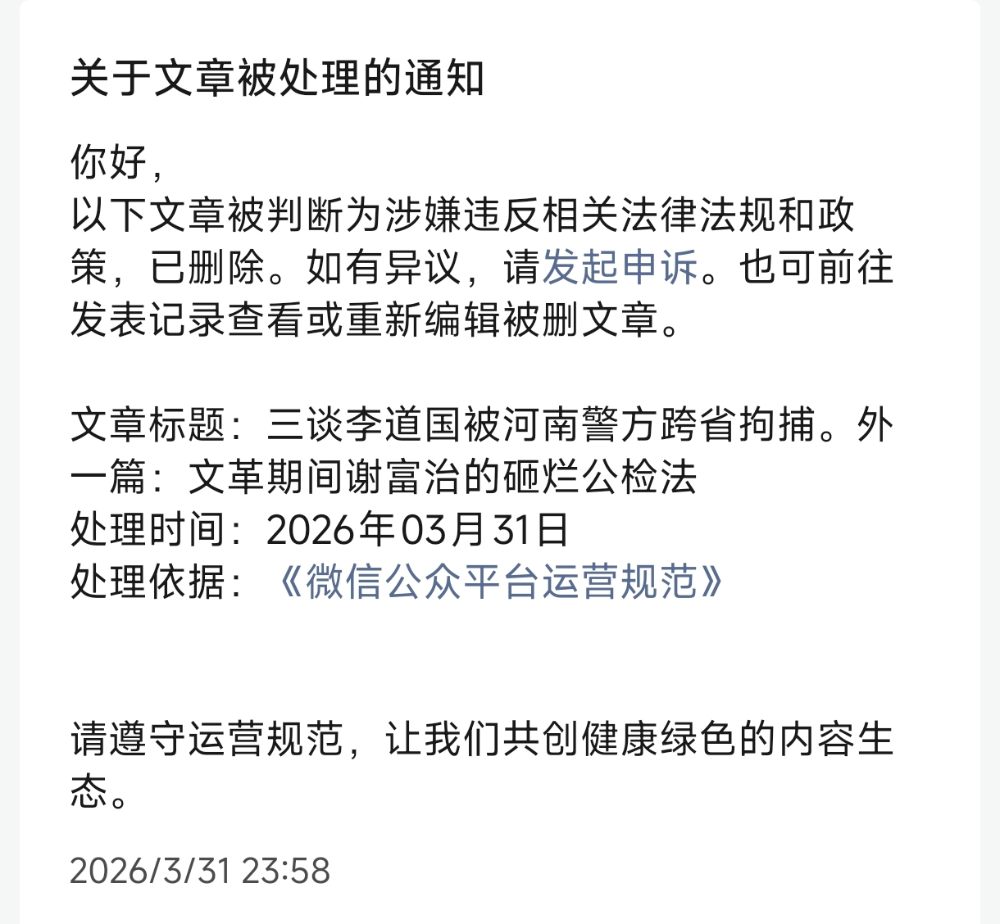 关于文章被处理的通知
你好，
以下文章被判断为涉嫌违反相关法律法规和政
策，已删除。如有异议，请发起申诉。也可前往
发表记录查看或重新编辑被删文章。
文章标题：三谈李道国被河南警方跨省拘捕。外
一篇：文革期间谢富治的砸烂公检法
处理时间：2026年03月31日
处理依据：《微信公众平台运营规范》
请遵守运营规范，让我们共创健康绿色的内容生
态。
2026/3/31 23:58